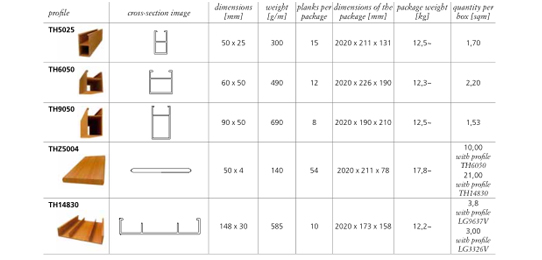 profile
cross-section image
dimensions
[mm]
weight
[g/m]
planks per
package
dimensions of the
package [mm]
package weight
[kg]
quantity per
box [sqm]
TH5025
50 x 25
300
15
2020 x 211 x 131
12,5~
1,70
TH6050
60 x 50
490
12
2020 x 226 x 190
12,3~
2,20
TH9050
90 x 50
690
8
2020 x 190 x 210
12,5~
1,53
THZ5004
50 x 4
140
54
2020 x 211 x 78
17,8~
10,00
with profile
TH6050
21,00
with profile
TH14830
TH14830
148 x 30
585
10
2020 x 173 x 158
12,2~
3,8
with profile
LG9637V
3,00
with profile
LG3326V